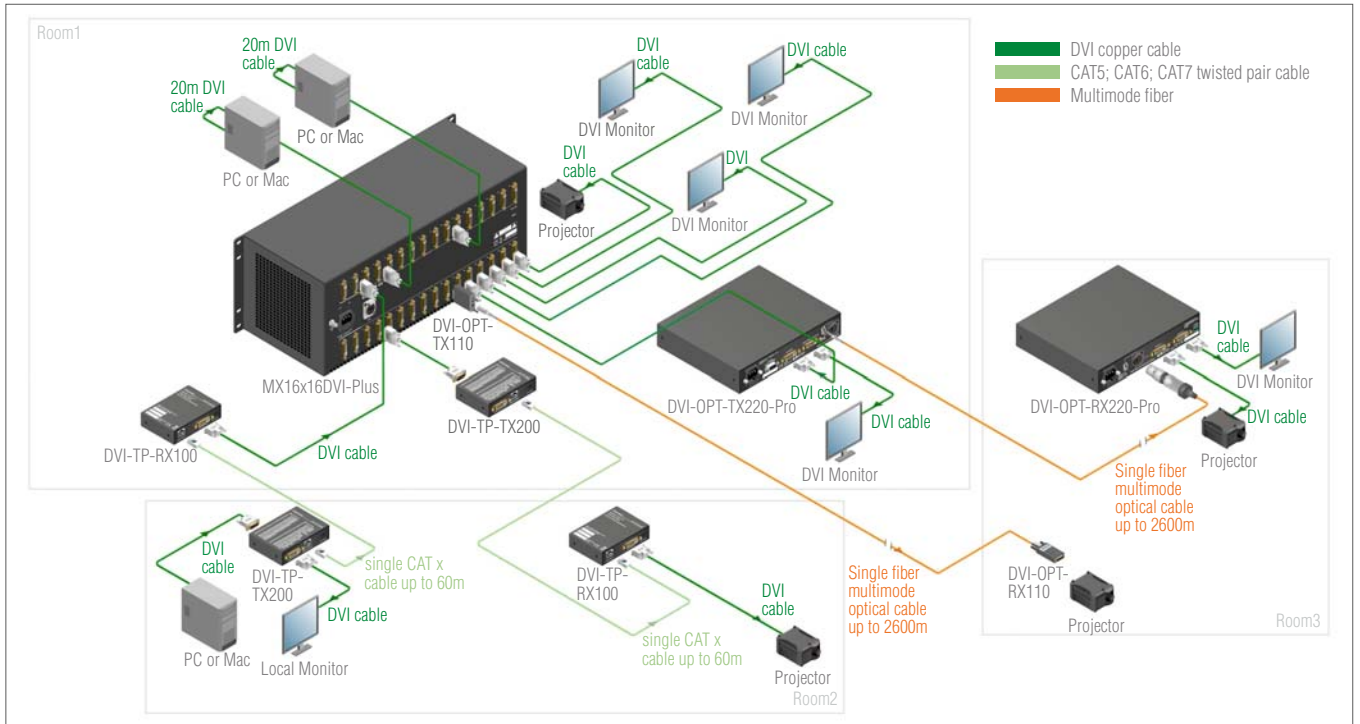 Room1
20m DVI
cable
PC or Mac
20m DVI
cable
PC or Mac
DVI
cable
DVI Monitor
DVI cable
DVI Monitor
DVI
cable
Projector
DVI
DVI Monitor
DVI copper cable
CAT5; CAT6; CAT7 twisted pair cable
Multimode fiber
MX16x16DVI-Plus
DVI-OPT-
TX110
DVI-TP-TX200
DVI-TP-RX100
DVI cable
DVI-OPT-TX220-Pro
DVI cable
DVI cable
DVI Monitor
DVI-OPT-RX220-Pro
DVI
cable
DVI Monitor
DVI cable
Projector
Single fiber
multimode
optical cable
up to 2600m
DVI
cable
DVI-TP-
TX200
single CAT x
cable up to 60m
DVI cable
PC or Mac
Local Monitor
DVI-TP-
RX100
single CAT x
cable up to 60m
DVI
cable
Projector
Room2
Single fiber
multimode
optical cable
up to 2600m
DVI-OPT-
RX110
Projector
Room3